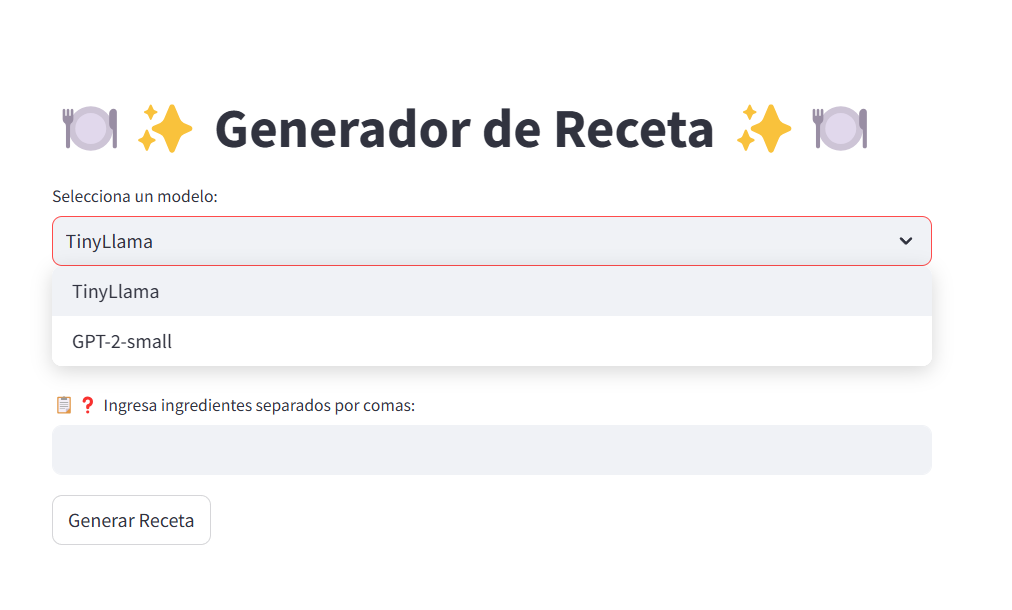 🍽️ ✨ Generador de Receta ✨ 🍽️
Selecciona un modelo:
TinyLlama
TinyLlama
GPT-2-small
📋 ❓ Ingresa ingredientes separados por comas:
Generar Receta